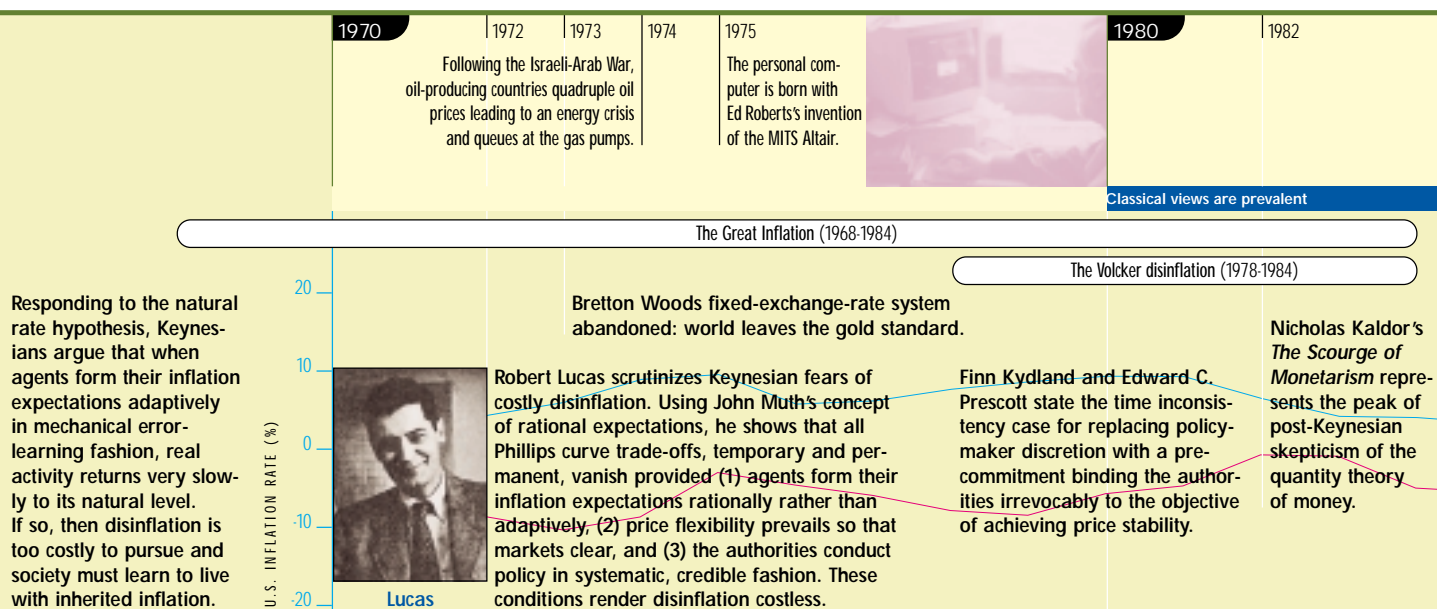 1970
1972
1973
1974
1975
1980
1982
Following the Israeli-Arab War,
oil-producing countries quadruple oil
prices leading to an energy crisis
and queues at the gas pumps.
The personal com-
puter is born with
Ed Roberts's invention
of the MITS Altair.
Classical views are prevalent
The Great Inflation (1968-1984)
The Volcker disinflation (1978-1984)
Responding to the natural
rate hypothesis, Keynes-
ians argue that when
agents form their inflation
expectations adaptively
in mechanical error-
learning fashion, real
activity returns very slow-
ly to its natural level.
If so, then disinflation is
too costly to pursue and
society must learn to live
with inherited inflation.
U.S. INFLATION RATE (%)
20
10
0
-10
-20
Lucas
Bretton Woods fixed-exchange-rate system
abandoned: world leaves the gold standard.
Robert Lucas scrutinizes Keynesian fears of
costly disinflation. Using John Muth's concept
of rational expectations, he shows that all
Phillips curve trade-offs, temporary and per-
manent, vanish provided (1) agents form their
inflation expectations rationally rather than
adaptively, (2) price flexibility prevails so that
markets clear, and (3) the authorities conduct
policy in systematic, credible fashion. These
conditions render disinflation costless.
Finn Kydland and Edward C.
Prescott state the time inconsis-
tency case for replacing policy-
maker discretion with a pre-
commitment binding the author-
ities irrevocably to the objective
of achieving price stability.
Nicholas Kaldor's
The Scourge of
Monetarism repre-
sents the peak of
post-Keynesian
skepticism of the
quantity theory
of money.